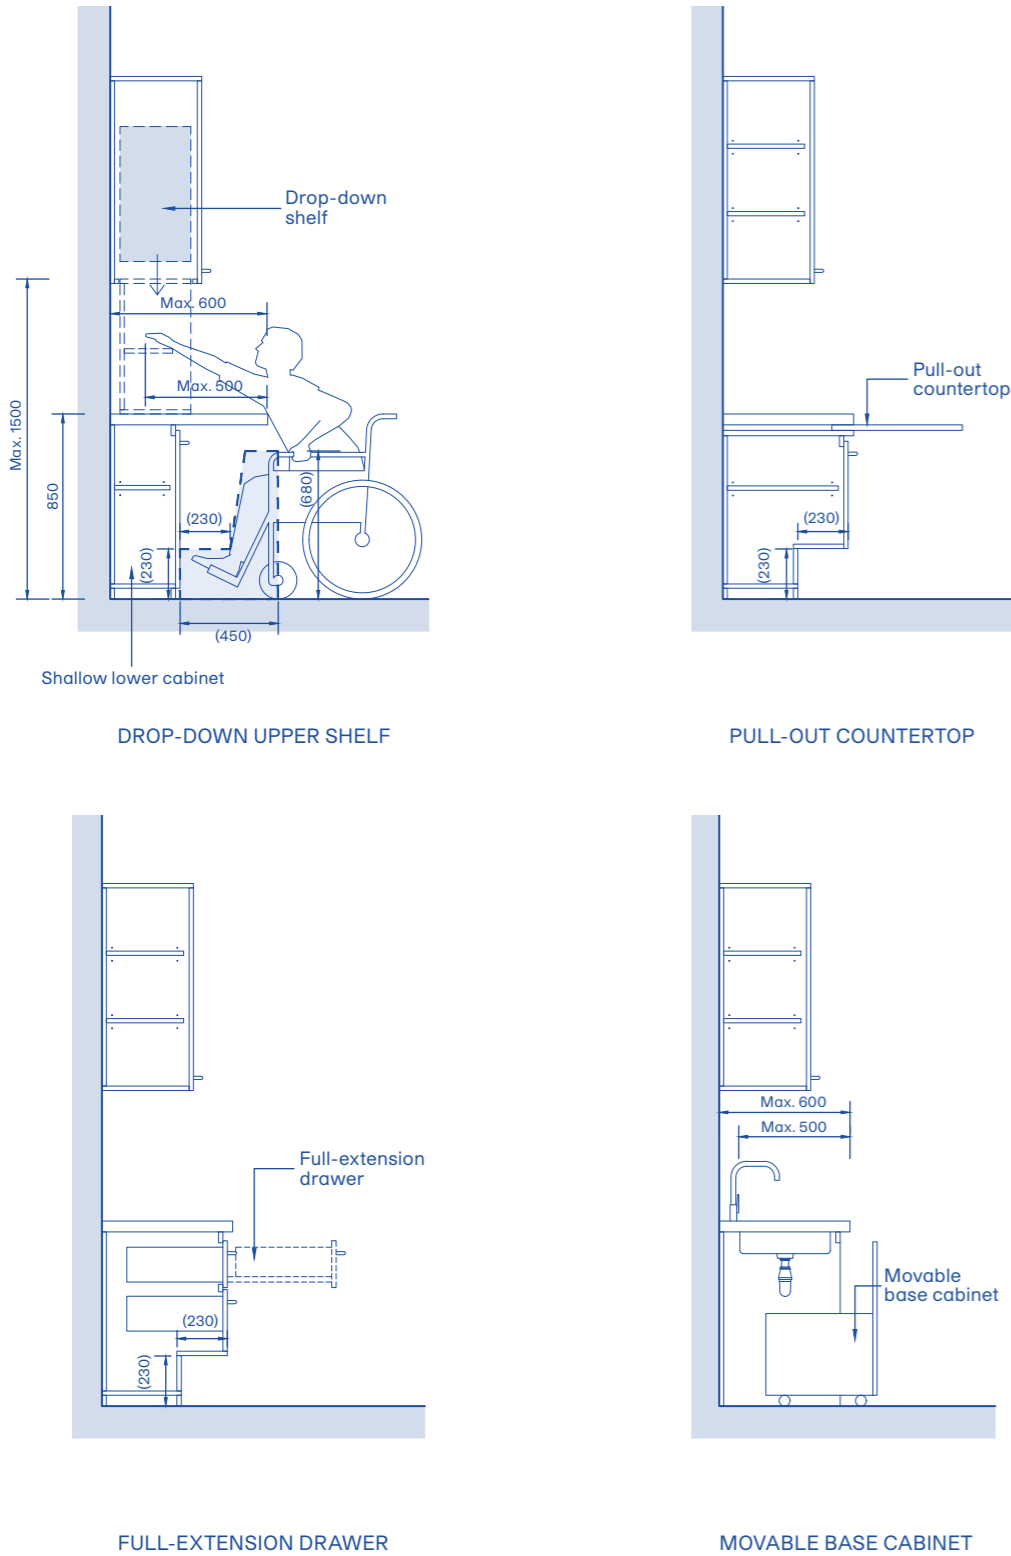 Drop-down
shelf
Max. 600
Max. 500
Max. 1500
850
(680)
(230)
(230)
(450)
Shallow lower cabinet
DROP-DOWN UPPER SHELF
Pull-out
countertop
(230)
(230)
PULL-OUT COUNTERTOP
Full-extension
drawer
(230)
(230)
FULL-EXTENSION DRAWER
Max. 600
Max. 500
Movable
base cabinet
MOVABLE BASE CABINET